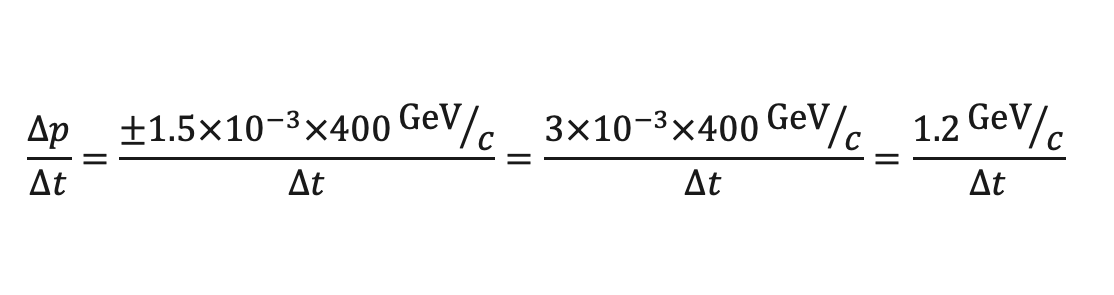 Δp/Δt = ±1.5×10⁻³×400 GeV/c / Δt = 3×10⁻³×400 GeV/c / Δt = 1.2 GeV/c / Δt